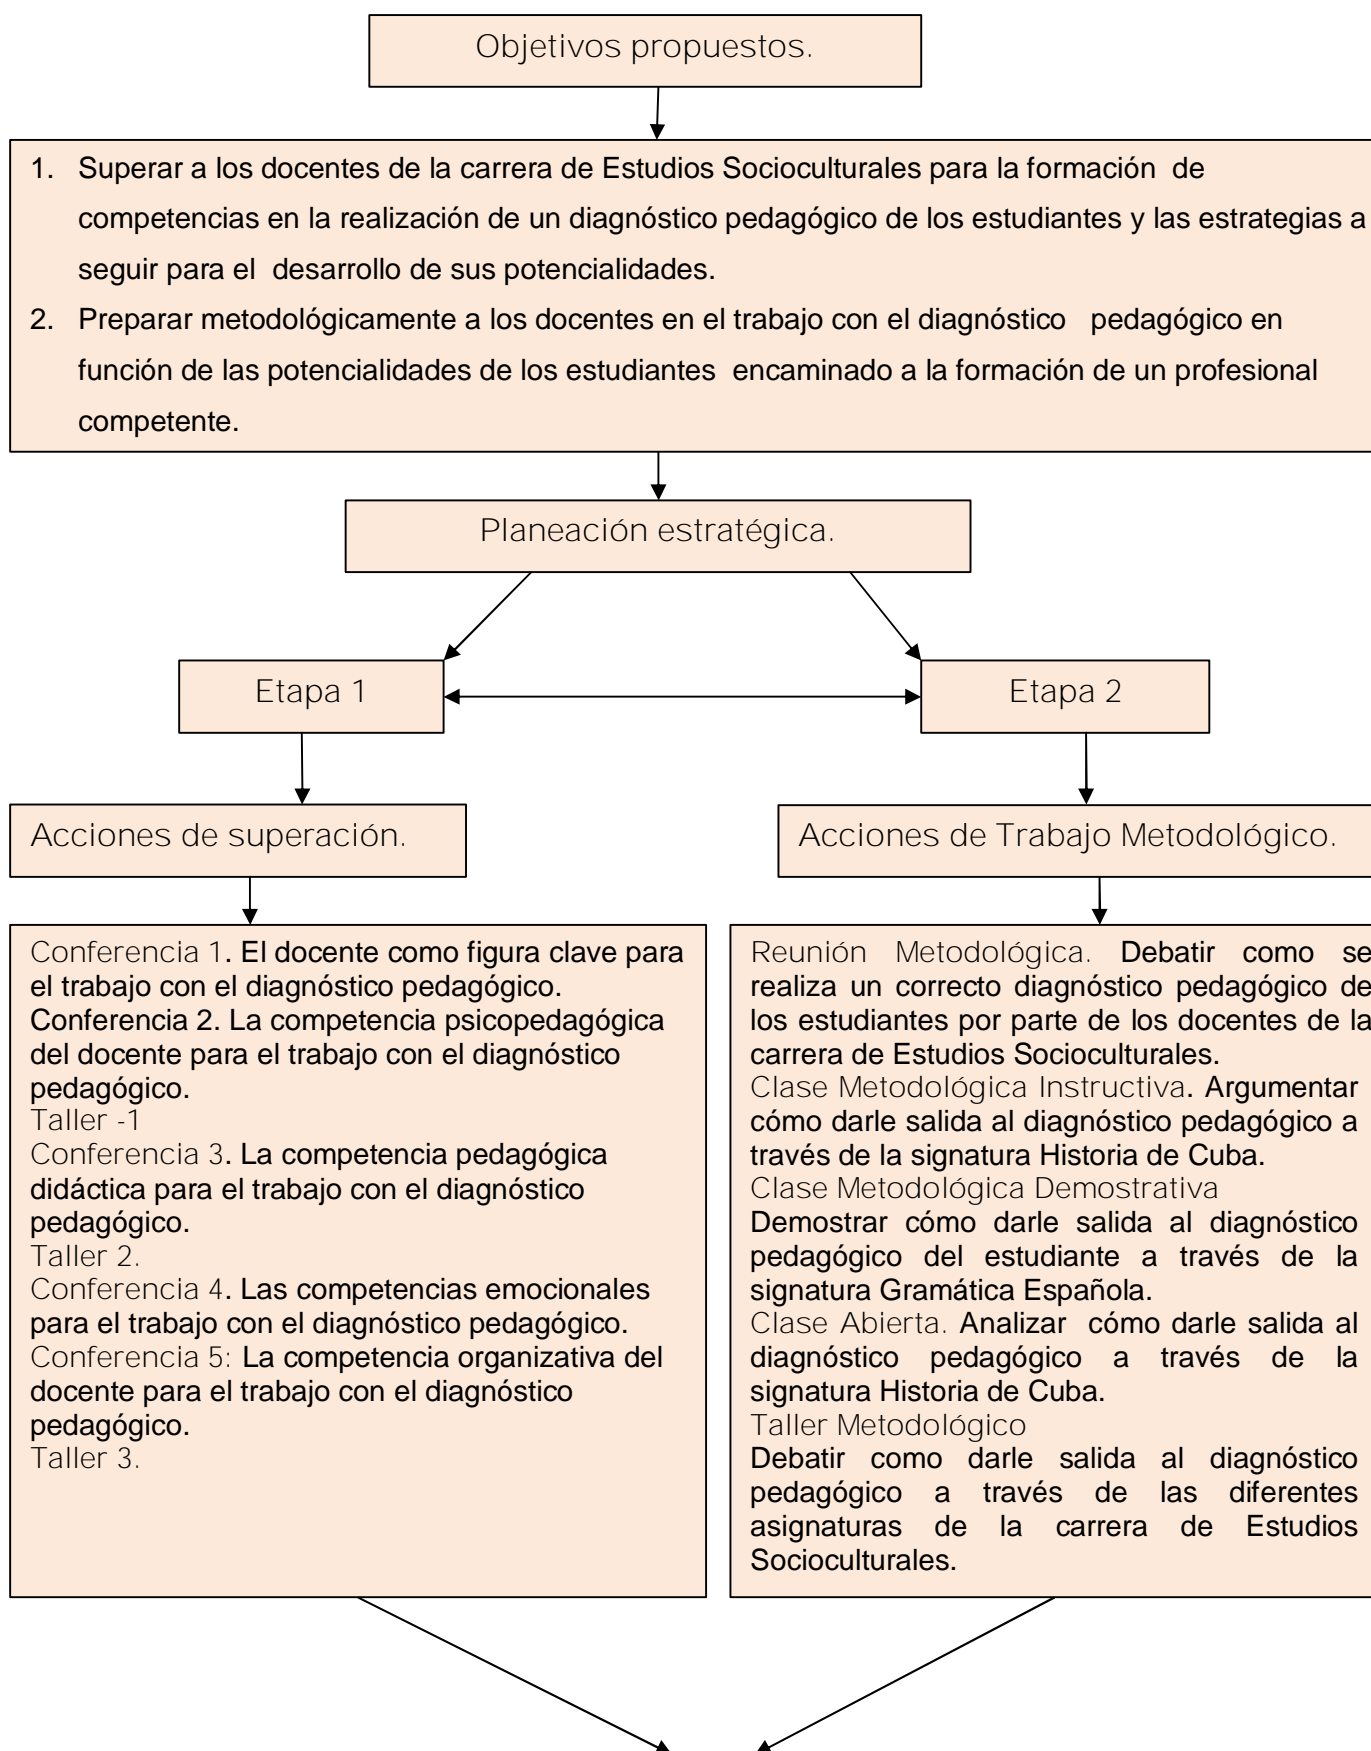 Objetivos propuestos.
1. Superar a los docentes de la carrera de Estudios Socioculturales para la formación de
competencias en la realización de un diagnóstico pedagógico de los estudiantes y las estrategias a
seguir para el desarrollo de sus potencialidades.
2. Preparar metodológicamente a los docentes en el trabajo con el diagnóstico pedagógico en
función de las potencialidades de los estudiantes encaminado a la formación de un profesional
competente.
Planeación estratégica.
Etapa 1
Etapa 2
Acciones de superación.
Acciones de Trabajo Metodológico.
Conferencia 1. El docente como figura clave para
el trabajo con el diagnóstico pedagógico.
Conferencia 2. La competencia psicopedagógica
del docente para el trabajo con el diagnóstico
pedagógico.
Taller -1
Conferencia 3. La competencia pedagógica
didáctica para el trabajo con el diagnóstico
pedagógico.
Taller 2.
Conferencia 4. Las competencias emocionales
para el trabajo con el diagnóstico pedagógico.
Conferencia 5: La competencia organizativa del
docente para el trabajo con el diagnóstico
pedagógico.
Taller 3.
Reunión Metodológica. Debatir como se
realiza un correcto diagnóstico pedagógico de
los estudiantes por parte de los docentes de la
carrera de Estudios Socioculturales.
Clase Metodológica Instructiva. Argumentar
cómo darle salida al diagnóstico pedagógico a
través de la signatura Historia de Cuba.
Clase Metodológica Demostrativa
Demostrar cómo darle salida al diagnóstico
pedagógico del estudiante a través de la
signatura Gramática Española.
Clase Abierta. Analizar cómo darle salida al
diagnóstico pedagógico a través de la
signatura Historia de Cuba.
Taller Metodológico
Debatir como darle salida al diagnóstico
pedagógico a través de las diferentes
asignaturas de la carrera de Estudios
Socioculturales.